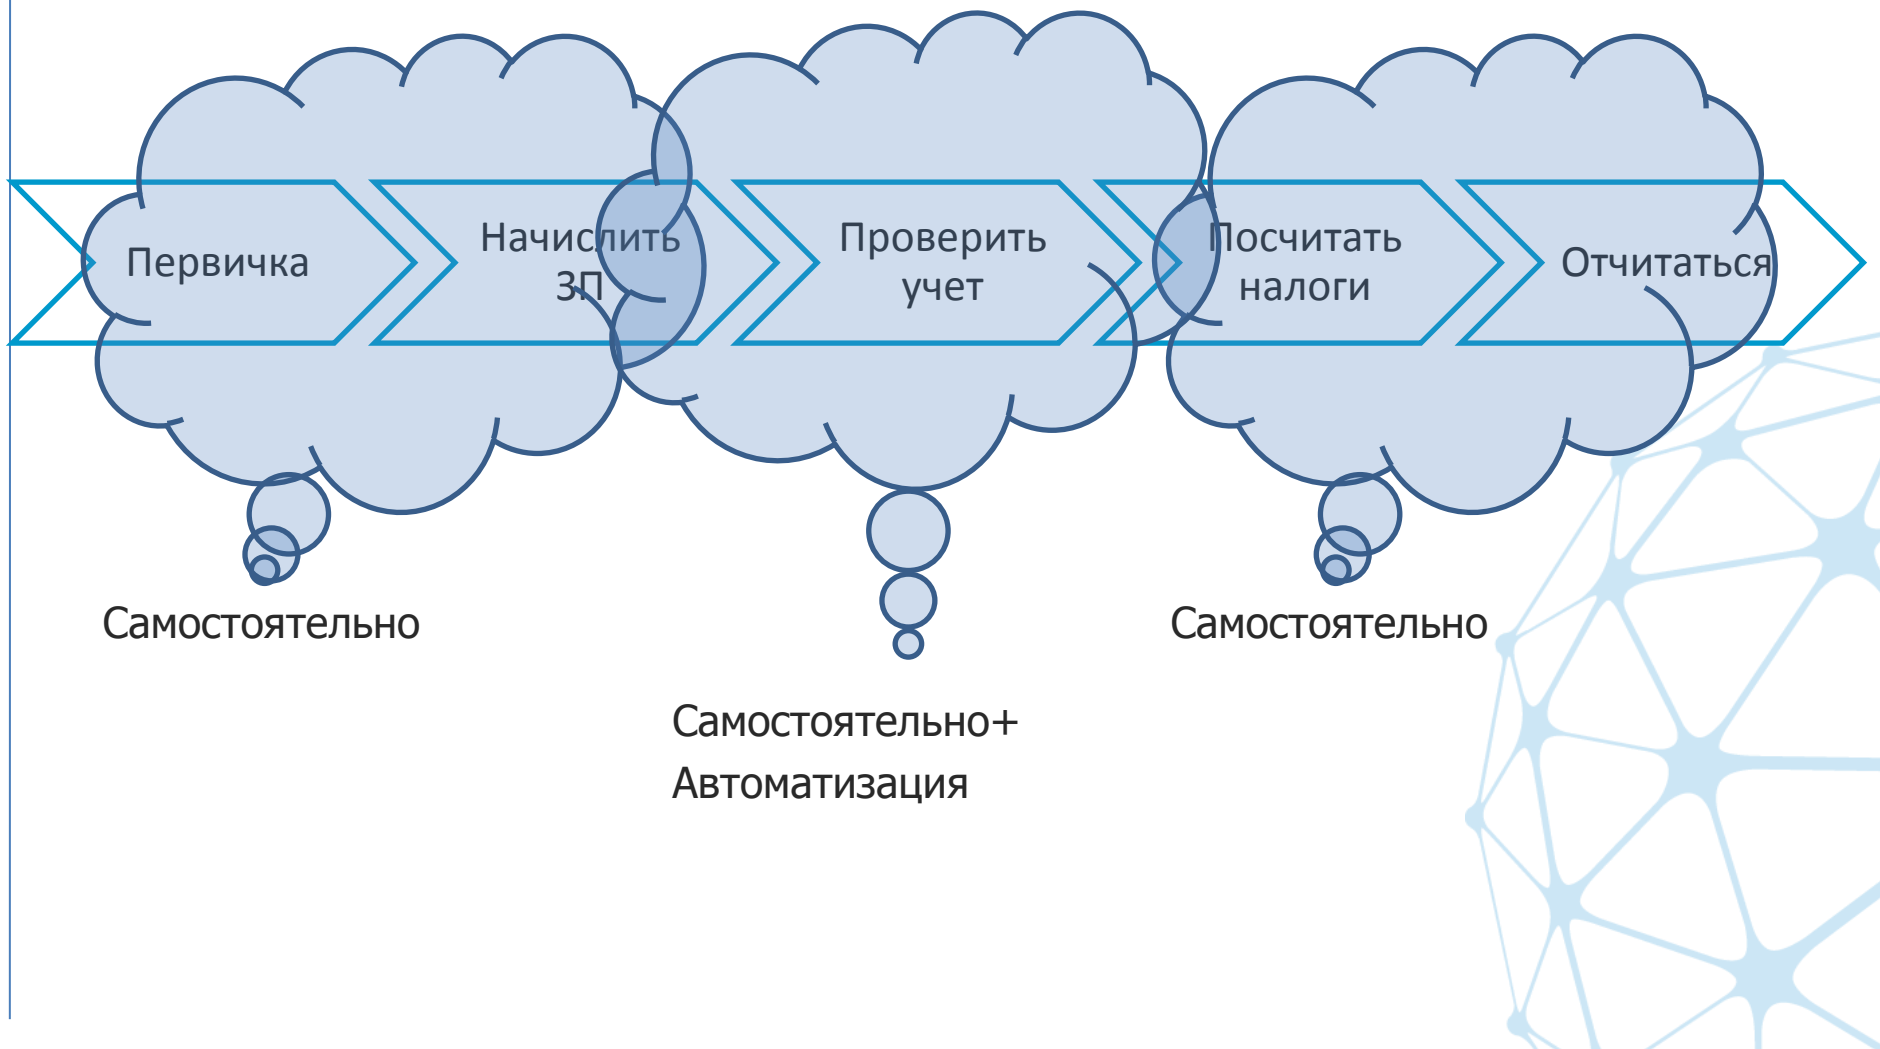 Первичка
Начислить
ЗП
Проверить
учет
Посчитать
налоги
Отчитаться
Самостоятельно
Самостоятельно+
Автоматизация
Самостоятельно